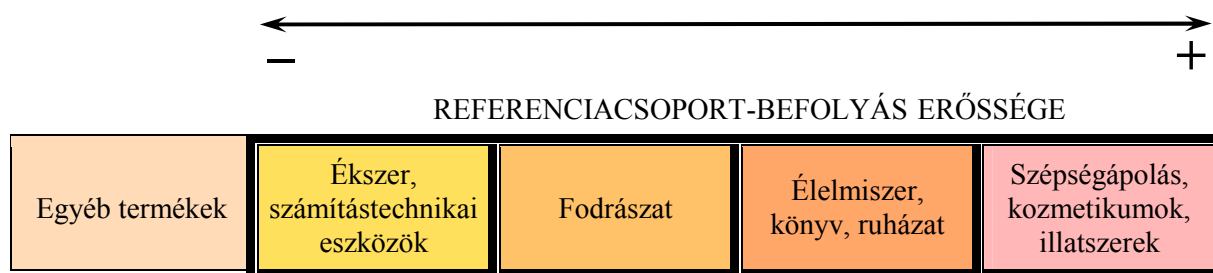 – +
REFERENCIACSOPORT-BEFOLYÁS ERŐSSÉGE
Egyéb termékek
Ékszer,
számítástechnikai
eszközök
Fodrászat
Élelmiszer,
könyv, ruházat
Szépségápolás,
kozmetikumok,
illatszerek